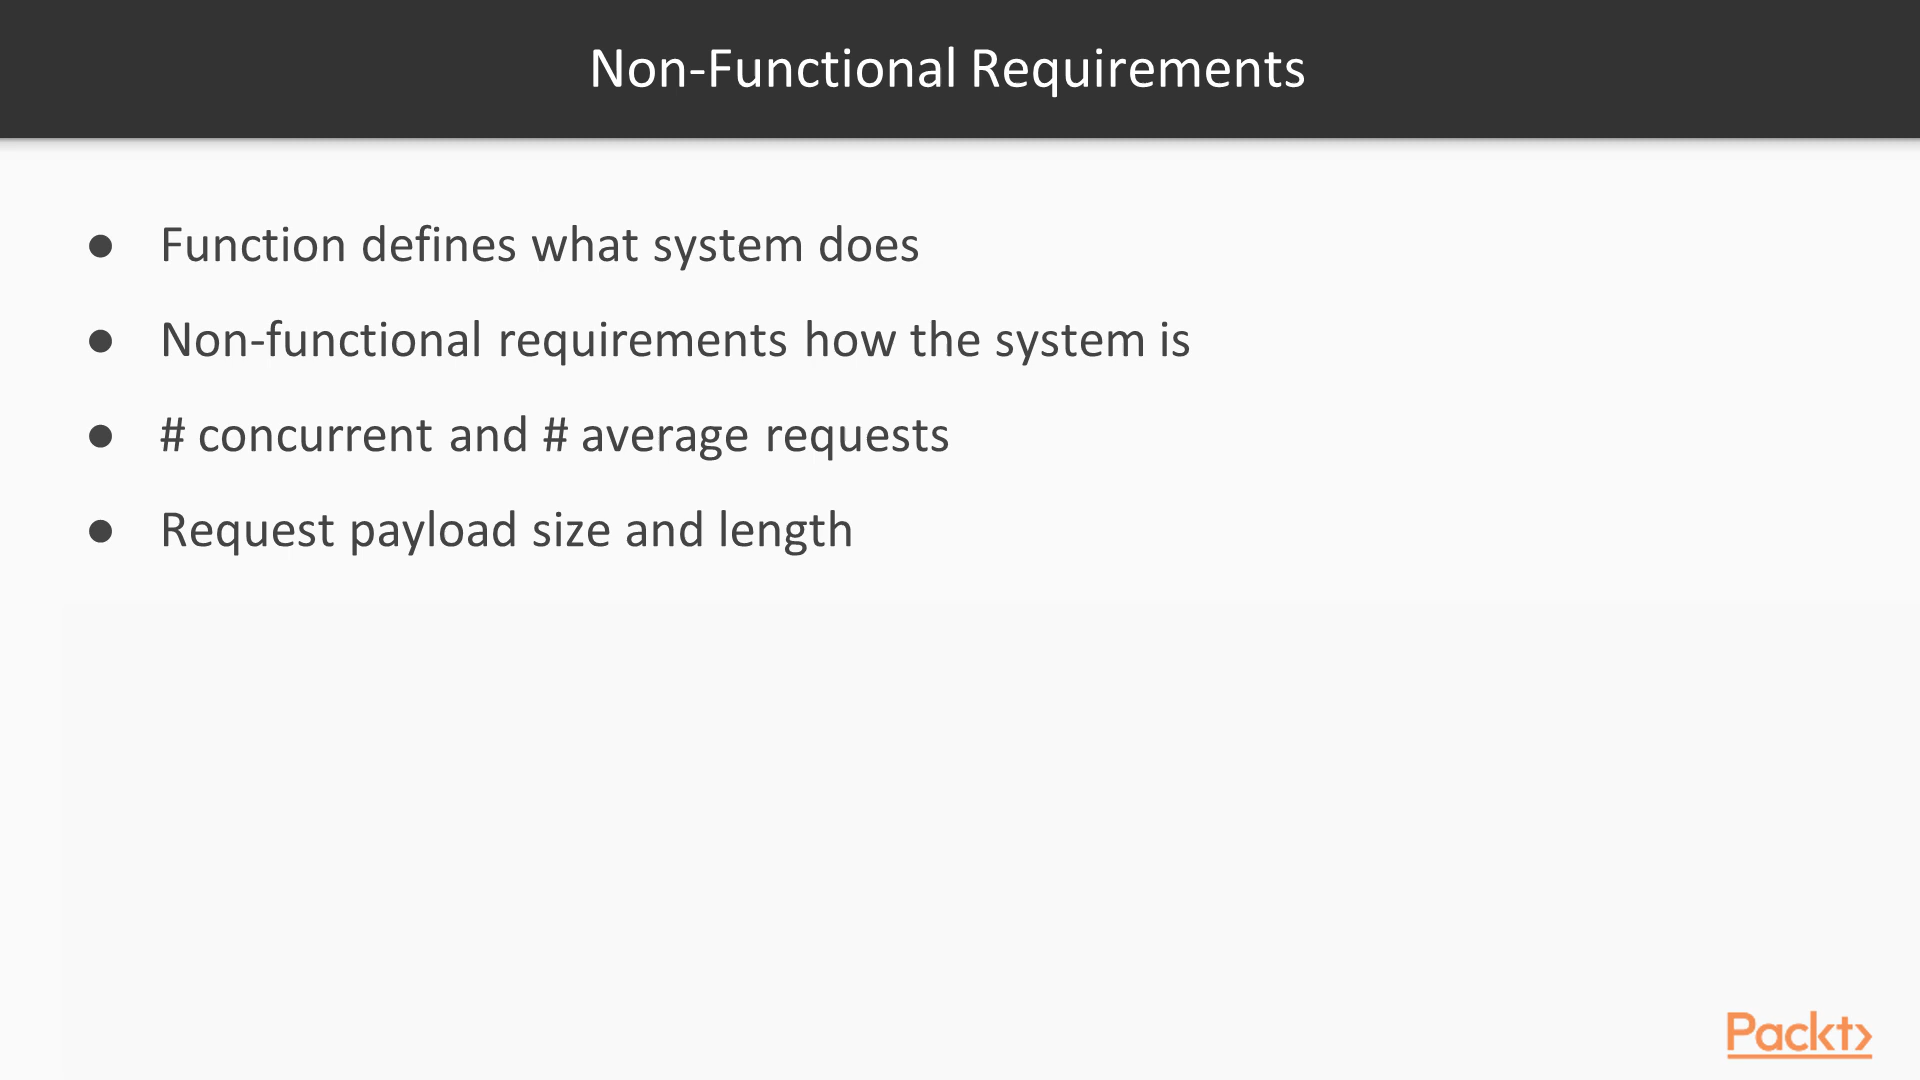 Non-Functional Requirements
● Function defines what system does
● Non-functional requirements how the system is
● # concurrent and # average requests
● Request payload size and length
Packt>